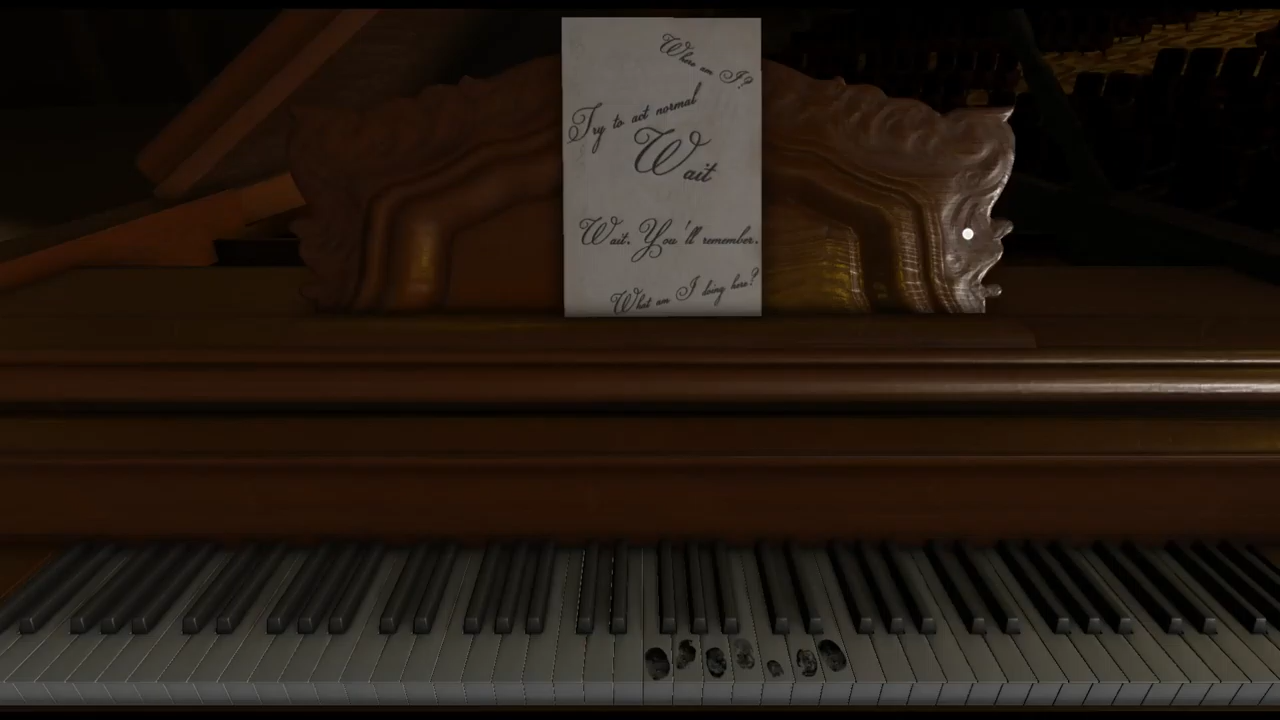 Where am I?
Try to act normal
Wait
Wait. You'll remember.
What am I doing here?